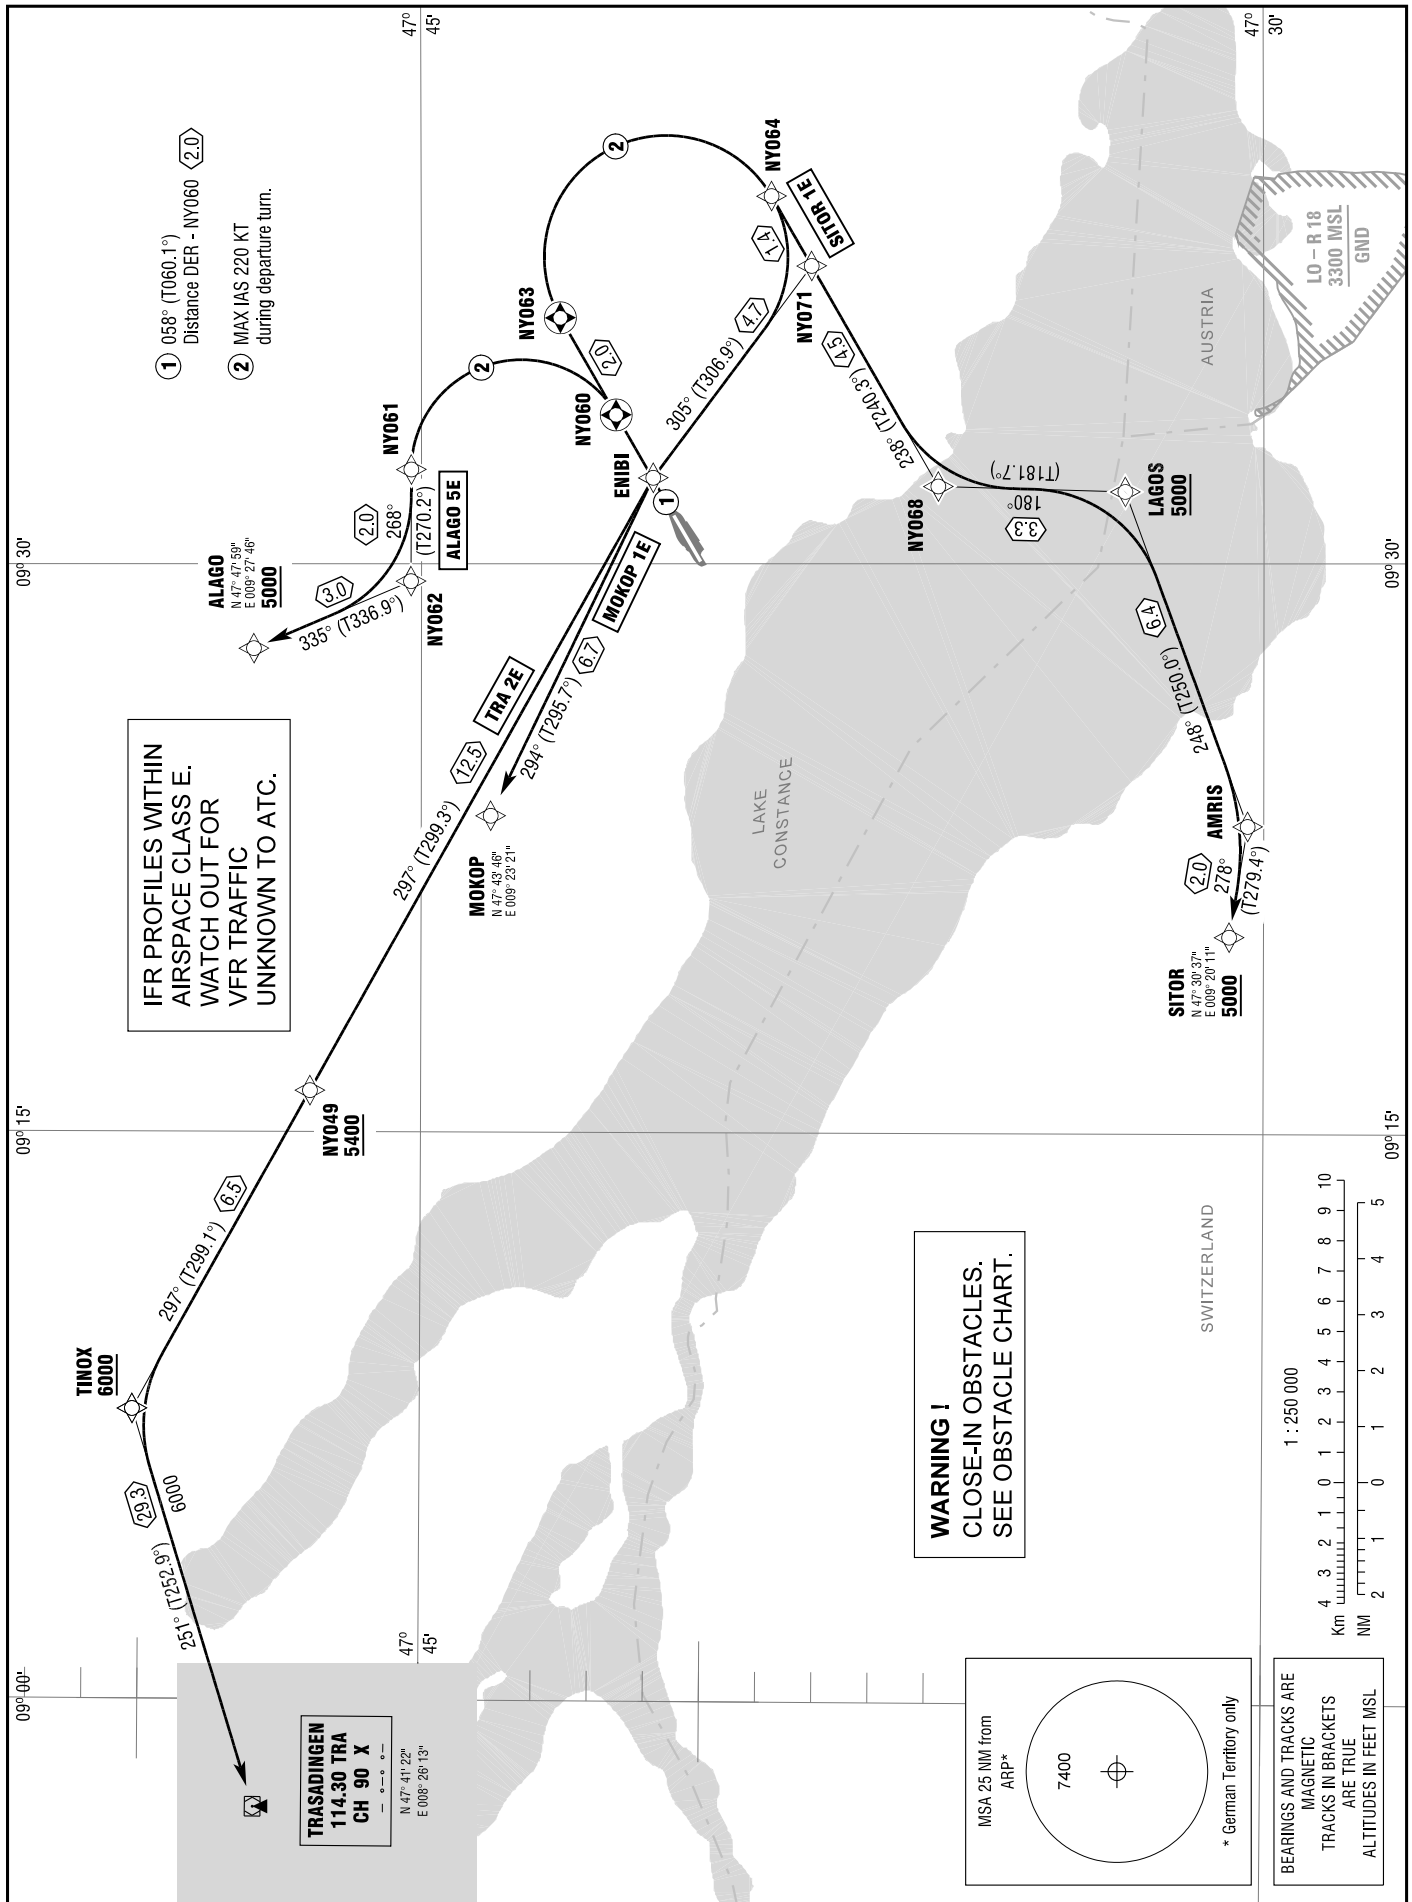 09° 00'
09° 15'
09° 30'
47°
45'
47°
30'
TINOX
6000
29.3
6000
251° (T252.9°)
297° (T299.1°)
6.5
NY049
5400
297° (T299.3°)
12.5
TRA 2E
IFR PROFILES WITHIN
AIRSPACE CLASS E.
WATCH OUT FOR
VFR TRAFFIC
UNKNOWN TO ATC.
ALAGO
N 47° 47' 59"
E 009° 27' 46"
5000
3.0
335° (T336.9°)
NY062
2.0
268°
(T270.2°)
ALAGO 5E
NY061
2
1 058° (T060.1°)
Distance DER - NY060 2.0
2 MAX IAS 220 KT
during departure turn.
MOKOP
N 47° 43' 46"
E 009° 23' 21"
294° (T295.7°)
6.7
MOKOP 1E
1
ENIBI
NY060
2.0
NY063
2
NY064
1.4
SITOR 1E
305° (T306.9°)
4.7
NY071
4.5
238° (T240.3°)
NY068
180°
(T181.7°)
3.3
LAGOS
5000
6.4
248° (T250.0°)
AMRIS
2.0
278°
(T279.4°)
SITOR
N 47° 30' 37"
E 009° 20' 11"
5000
LAKE
CONSTANCE
AUSTRIA
SWITZERLAND
LO – R 18
3300 MSL
GND
TRASADINGEN
114.30 TRA
CH 90 X
N 47° 41' 22"
E 008° 26' 13"
47°
45'
WARNING !
CLOSE-IN OBSTACLES.
SEE OBSTACLE CHART.
MSA 25 NM from
ARP*
7400
* German Territory only
BEARINGS AND TRACKS ARE
MAGNETIC
TRACKS IN BRACKETS
ARE TRUE
ALTITUDES IN FEET MSL
1 : 250 000
Km 4 3 2 1 0 1 2 3 4 5 6 7 8 9 10
NM 2 1 0 1 2 3 4 5
09° 15'
09° 30'